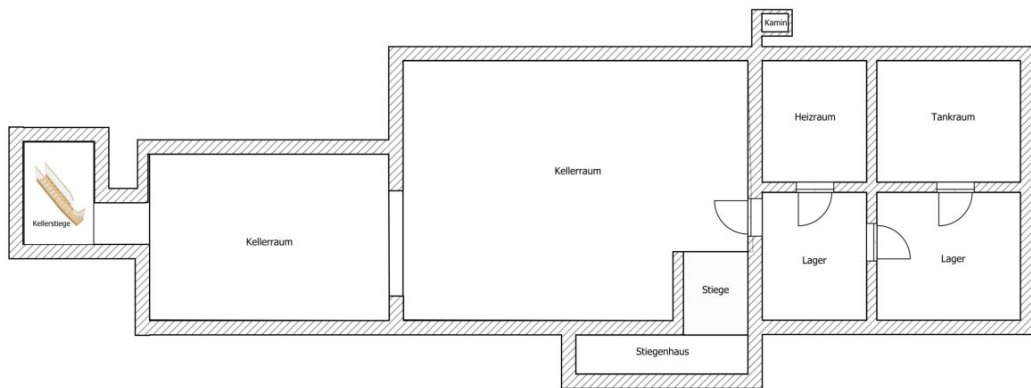 Kamin
Heizraum
Tankraum
Kellerraum
Kellerstiege
Kellerraum
Lager
Lager
Stiege
Stiegenhaus